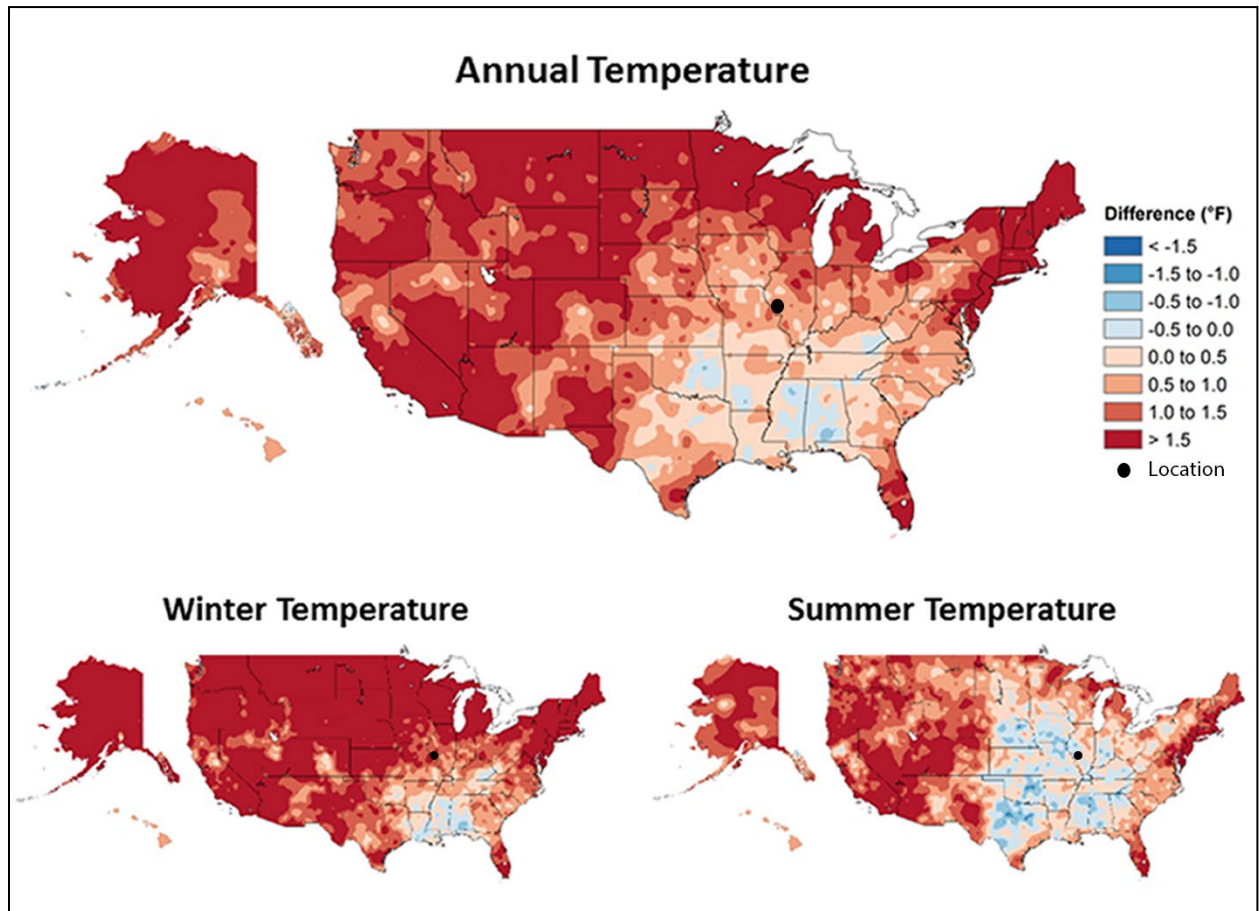 Annual Temperature
Difference (°F)
< -1.5
-1.5 to -1.0
-0.5 to -1.0
-0.5 to 0.0
0.0 to 0.5
0.5 to 1.0
1.0 to 1.5
> 1.5
Location
Winter Temperature
Summer Temperature